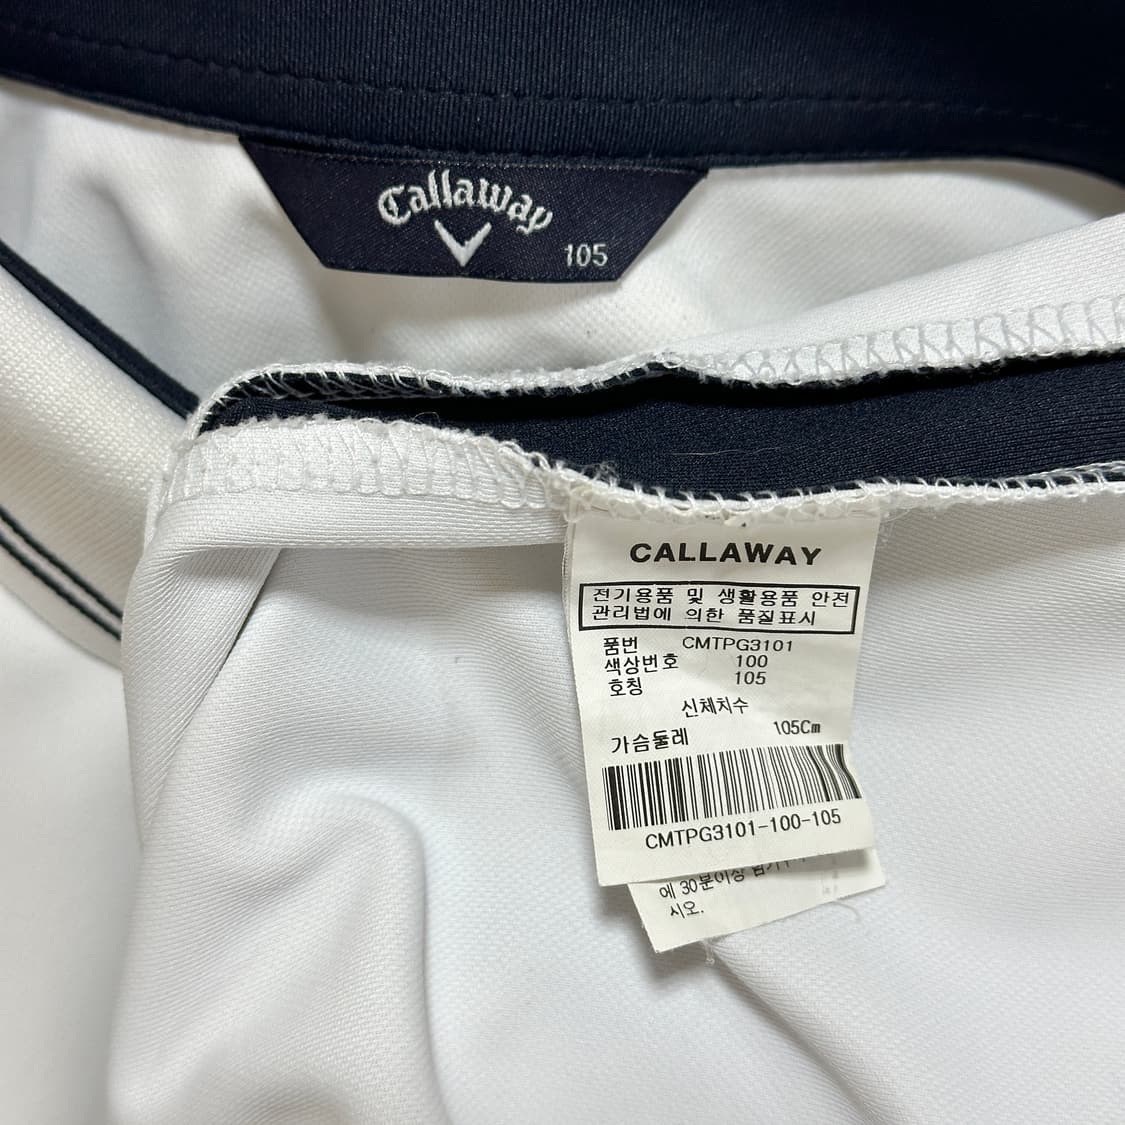 Callaway
105
CALLAWAY
전기용품 및 생활용품 안전
관리법에 의한 품질표시
품번 CMTPG3101
색상번호 100
호칭 105
신체치수
가슴둘레 105Cm
CMTPG3101-100-105
에 30분이상
시오.